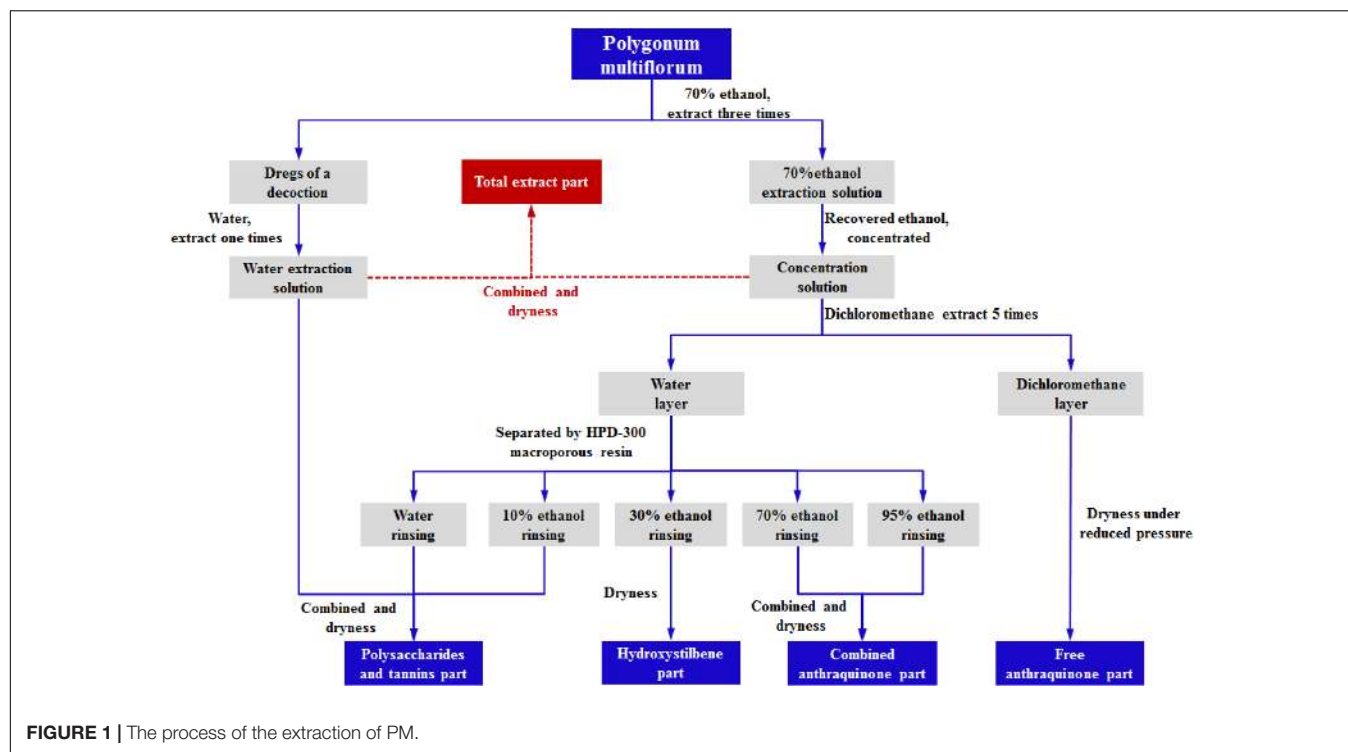 Polygonum
multiflorum
70% ethanol,
extract three times
Dregs of a
decoction
Total extract part
70%ethanol
extraction solution
Water,
extract one times
Recovered ethanol,
concentrated
Water extraction
solution
Concentration
solution
Combined and
dryness
Dichloromethane extract 5 times
Water
layer
Dichloromethane
layer
Separated by HPD-300
macroporous resin
Water
rinsing
10% ethanol
rinsing
30% ethanol
rinsing
70% ethanol
rinsing
95% ethanol
rinsing
Dryness under
reduced pressure
Combined and
dryness
Dryness
Combined and
dryness
Polysaccharides
and tannins part
Hydroxystilbene
part
Combined
anthraquinone part
Free
anthraquinone part
FIGURE 1 | The process of the extraction of PM.